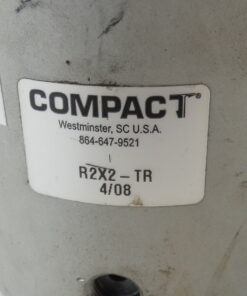 COMPACT
Westminster, SC U.S.A.
864-647-9521
R2X2-TR
4/08